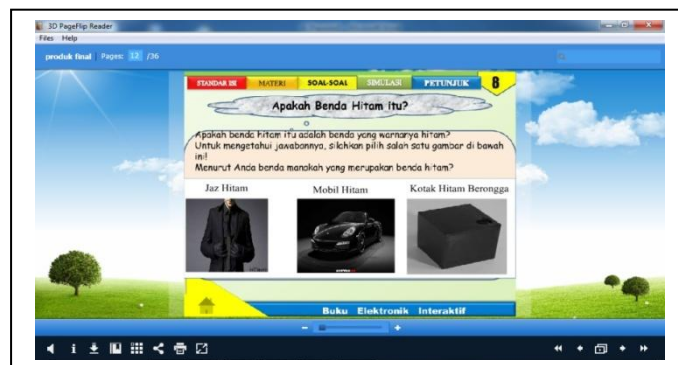 3D PageFlip Reader
Files Help
produk final Pages: 12 /36
STANDAR ISI MATERI SOAL-SOAL SIMULASI PETUNJUK 8
Apakah Benda Hitam itu?
Apakah benda hitam itu adalah benda yang warnanya hitam?
Untuk mengetahui jawabannya, silahkan pilih salah satu gambar di bawah
ini!
Menurut Anda benda manakah yang merupakan benda hitam?
Jaz Hitam Mobil Hitam Kotak Hitam Berongga
Buku Elektronik Interaktif